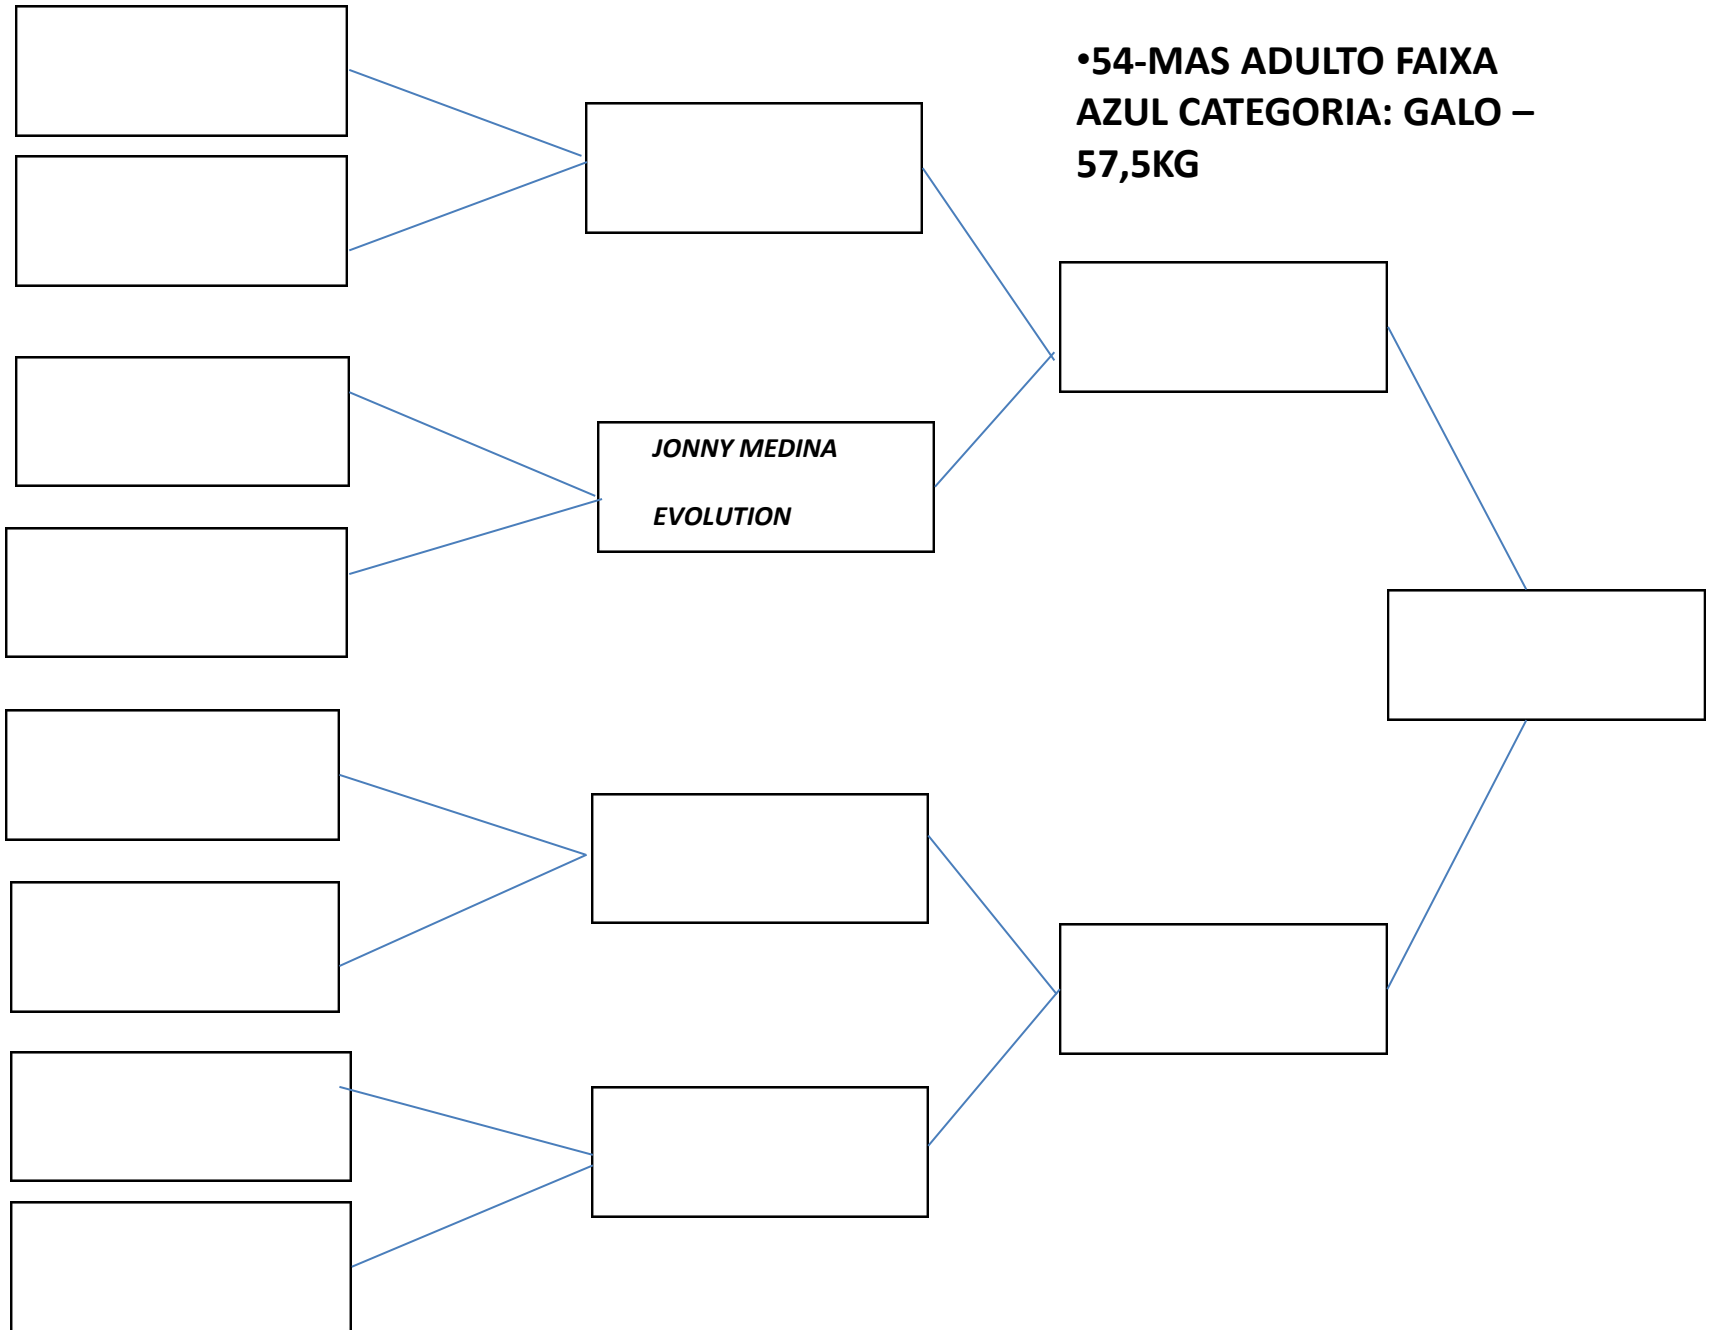 •54-MAS ADULTO FAIXA
AZUL CATEGORIA: GALO –
57,5KG
JONNY MEDINA
EVOLUTION